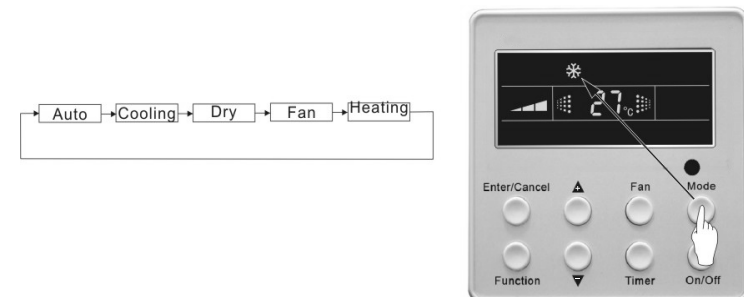 Auto Cooling Dry Fan Heating
27°C
Enter/Cancel Fan Mode
Function Timer On/Off